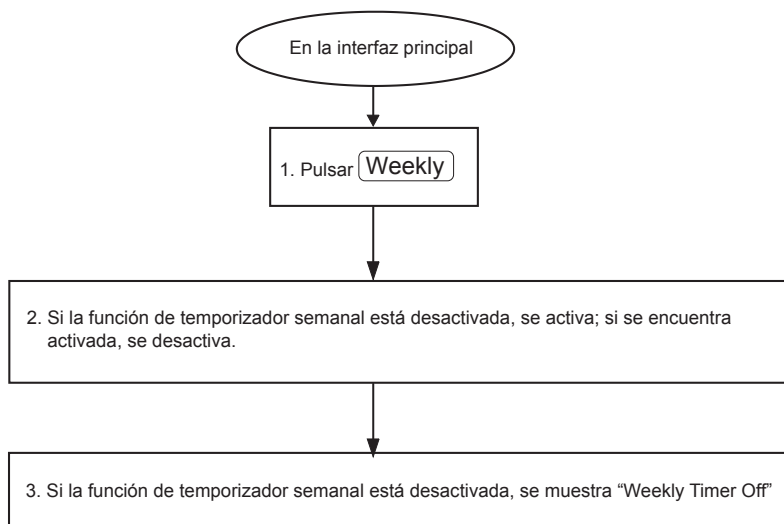 En la interfaz principal
1. Pulsar Weekly
2. Si la función de temporizador semanal está desactivada, se activa; si se encuentra
activada, se desactiva.
3. Si la función de temporizador semanal está desactivada, se muestra “Weekly Timer Off”